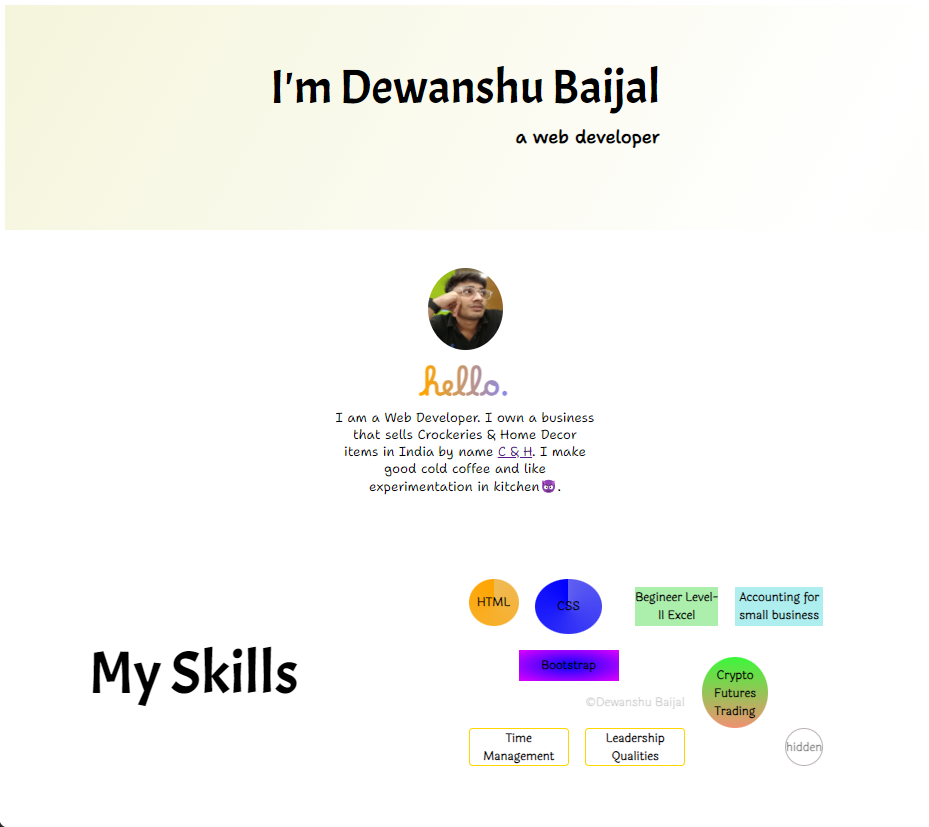 I'm Dewanshu Baijal
a web developer
hello.
I am a Web Developer. I own a business
that sells Crockeries & Home Decor
items in India by name C & H. I make
good cold coffee and like
experimentation in kitchen😈.
My Skills
HTML
CSS
Begineer Level-
II Excel
Accounting for
small business
Bootstrap
Crypto
Futures
Trading
©Dewanshu Baijal
Time
Management
Leadership
Qualities
hidden